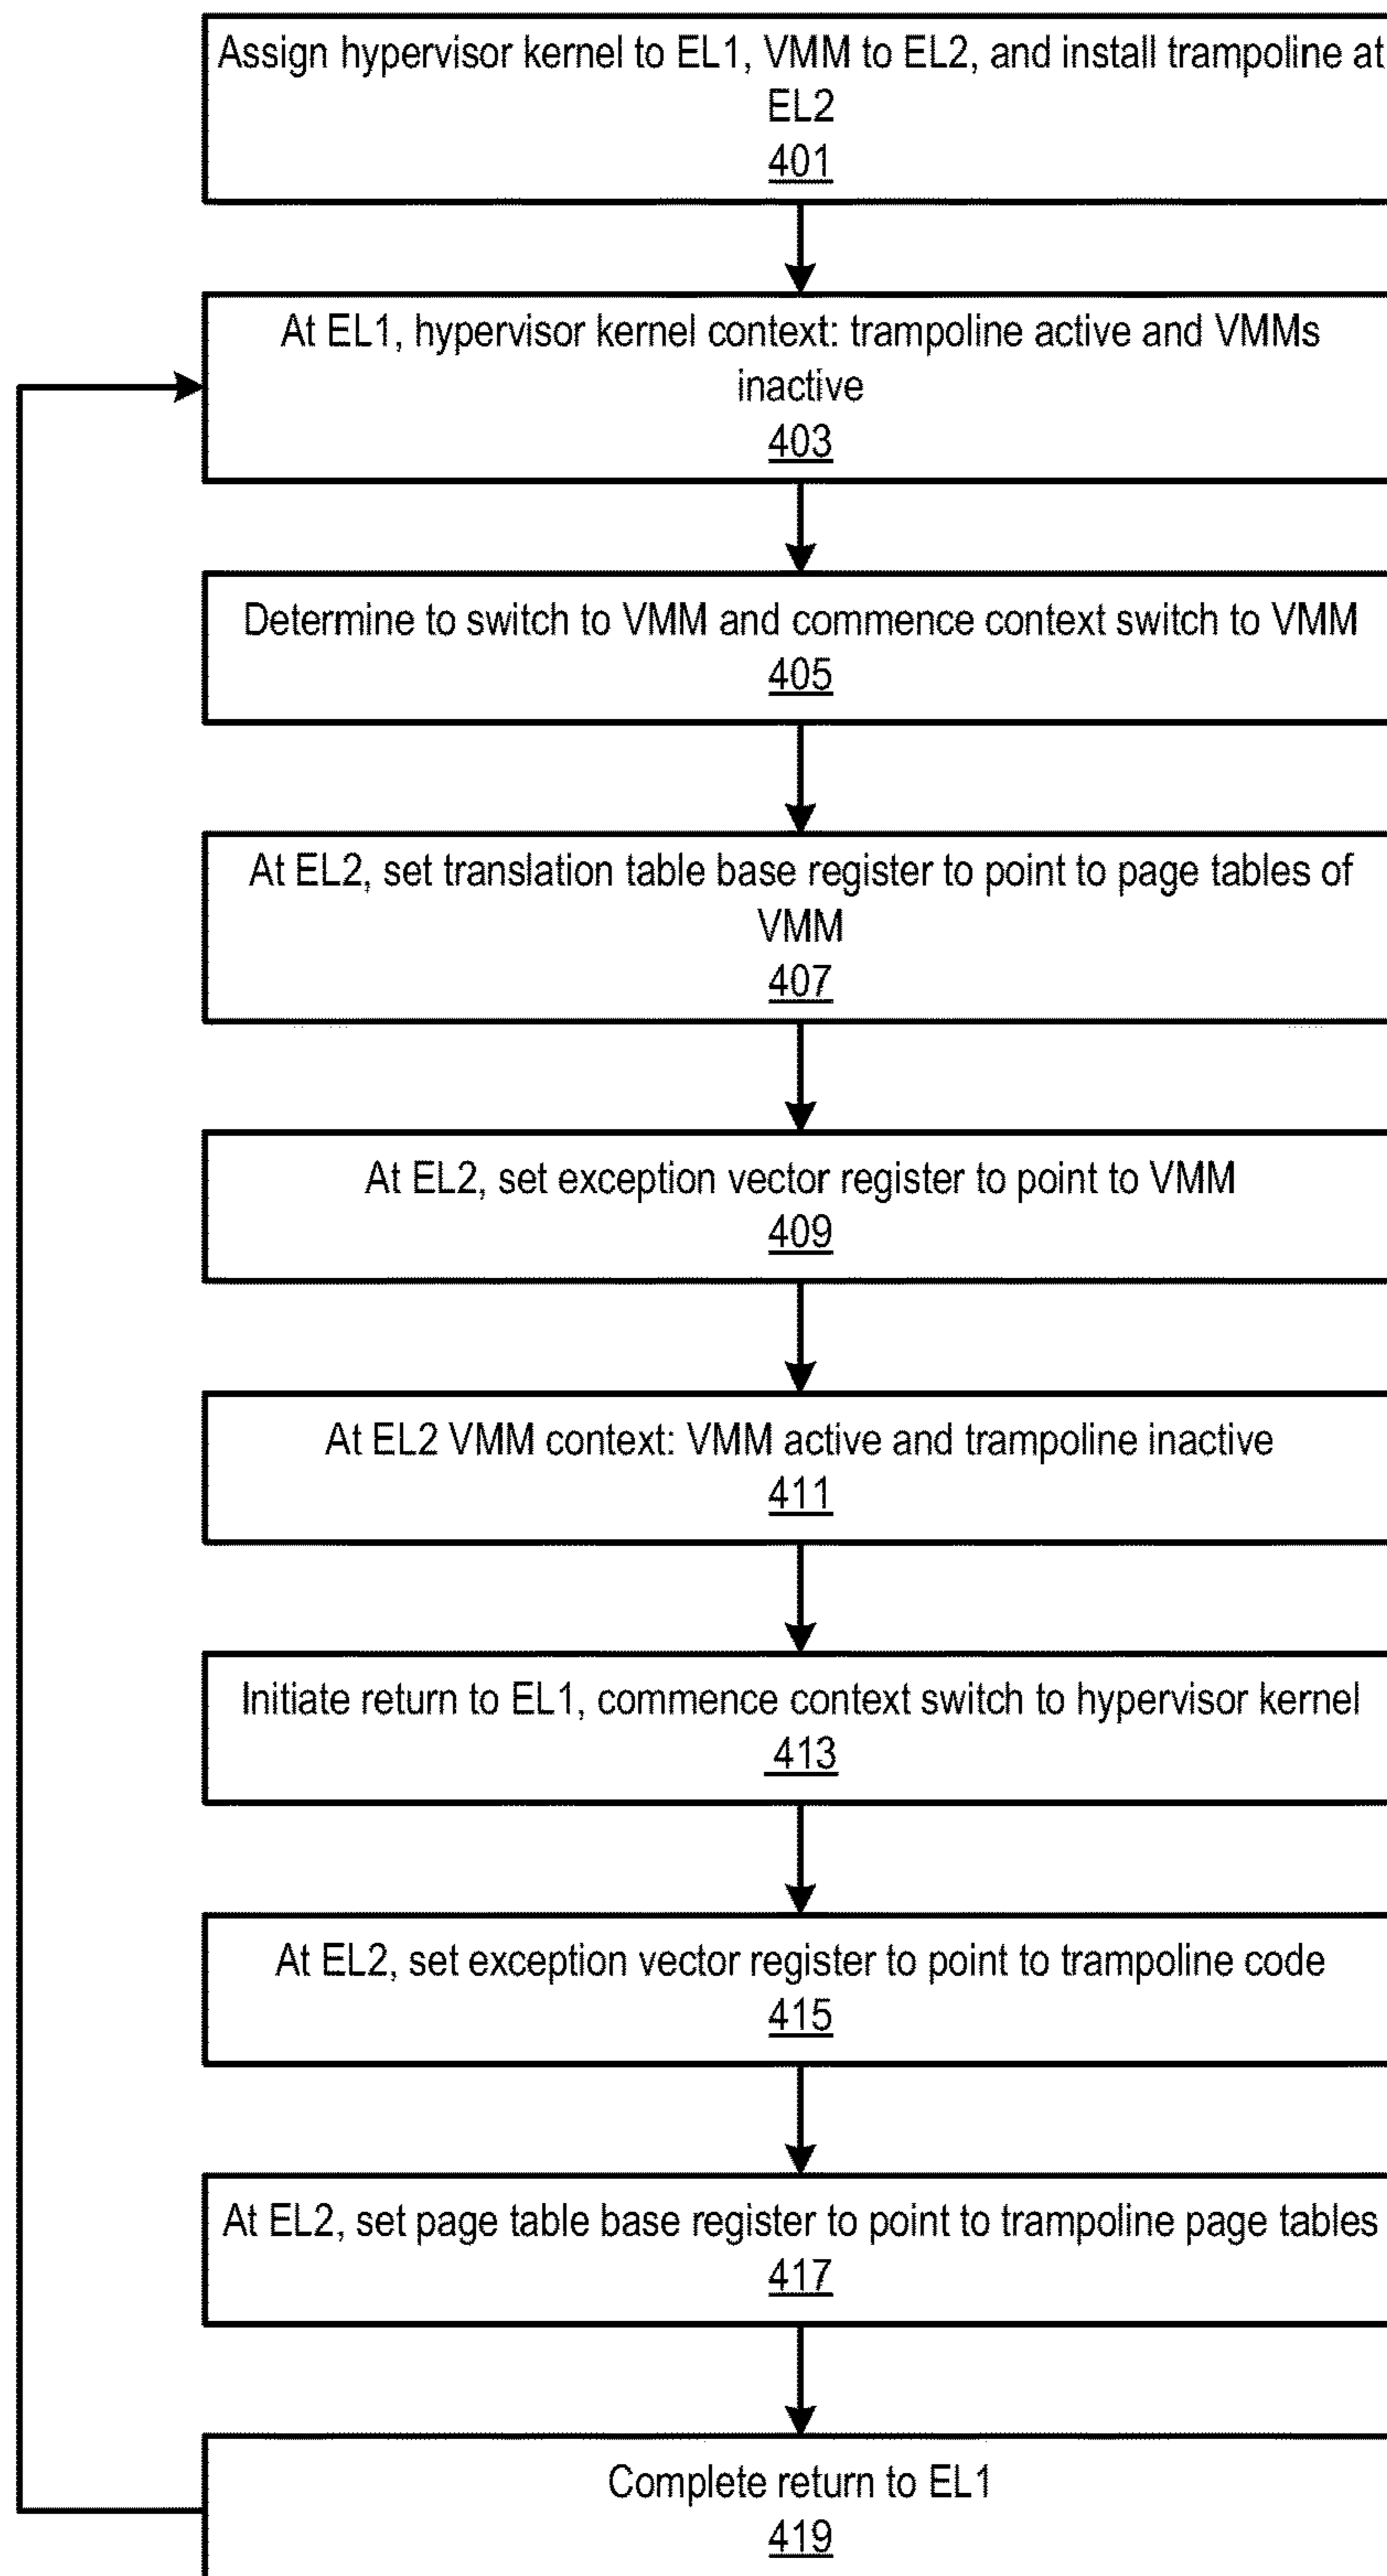 Assign hypervisor kernel to EL1, VMM to EL2, and install trampoline at
EL2
401
At EL1, hypervisor kernel context: trampoline active and VMMs
inactive
403
Determine to switch to VMM and commence context switch to VMM
405
At EL2, set translation table base register to point to page tables of
VMM
407
At EL2, set exception vector register to point to VMM
409
At EL2 VMM context: VMM active and trampoline inactive
411
Initiate return to EL1, commence context switch to hypervisor kernel
413
At EL2, set exception vector register to point to trampoline code
415
At EL2, set page table base register to point to trampoline page tables
417
Complete return to EL1
419